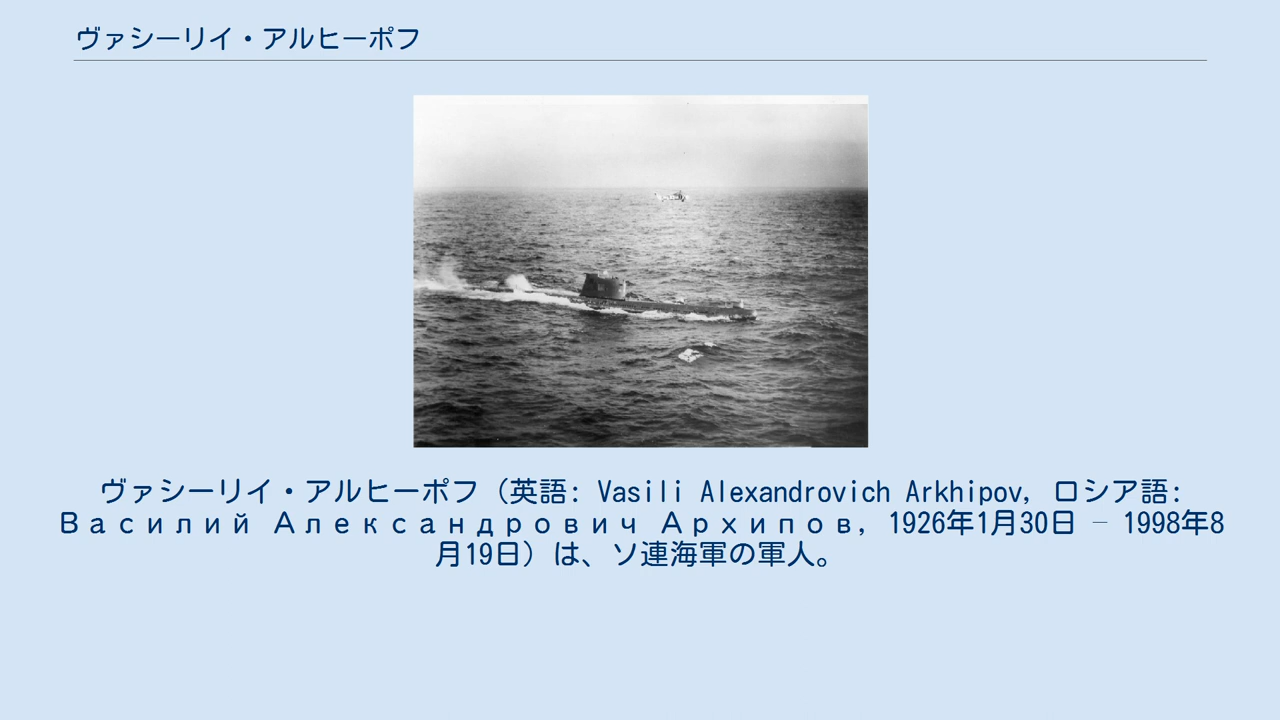 ヴァシーリイ・アルヒーポフ
ヴァシーリイ・アルヒーポフ（英語: Vasili Alexandrovich Arkhipov, ロシア語:
Василий Александрович Архипов, 1926年1月30日 – 1998年8
月19日）は、ソ連海軍の軍人。